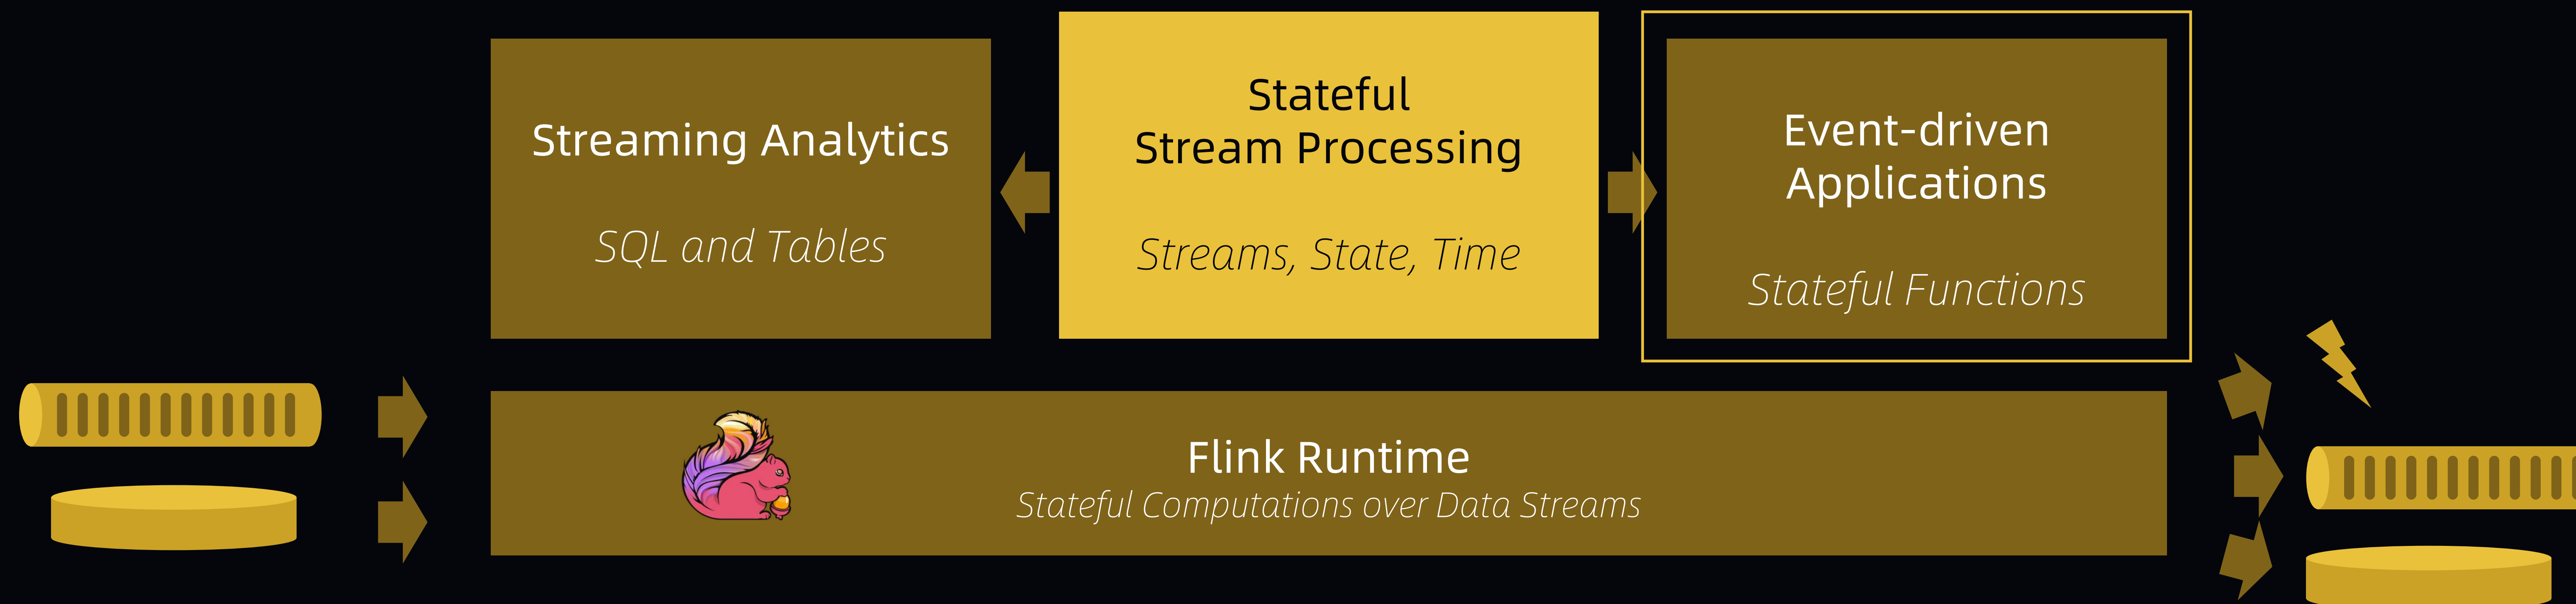 Streaming Analytics
SQL and Tables
Stateful
Stream Processing
Streams, State, Time
Event-driven
Applications
Stateful Functions
Flink Runtime
Stateful Computations over Data Streams